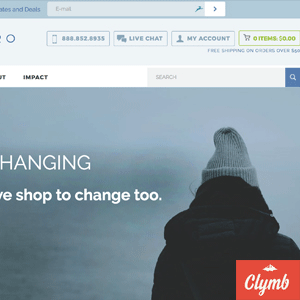 ates and Deals
E-mail
R O
888.852.8935
LIVE CHAT
MY ACCOUNT
0 ITEMS: $0.00
FREE SHIPPING ON ORDERS OVER $50
UT
IMPACT
SEARCH
HANGING
ve shop to change too.
Clymb